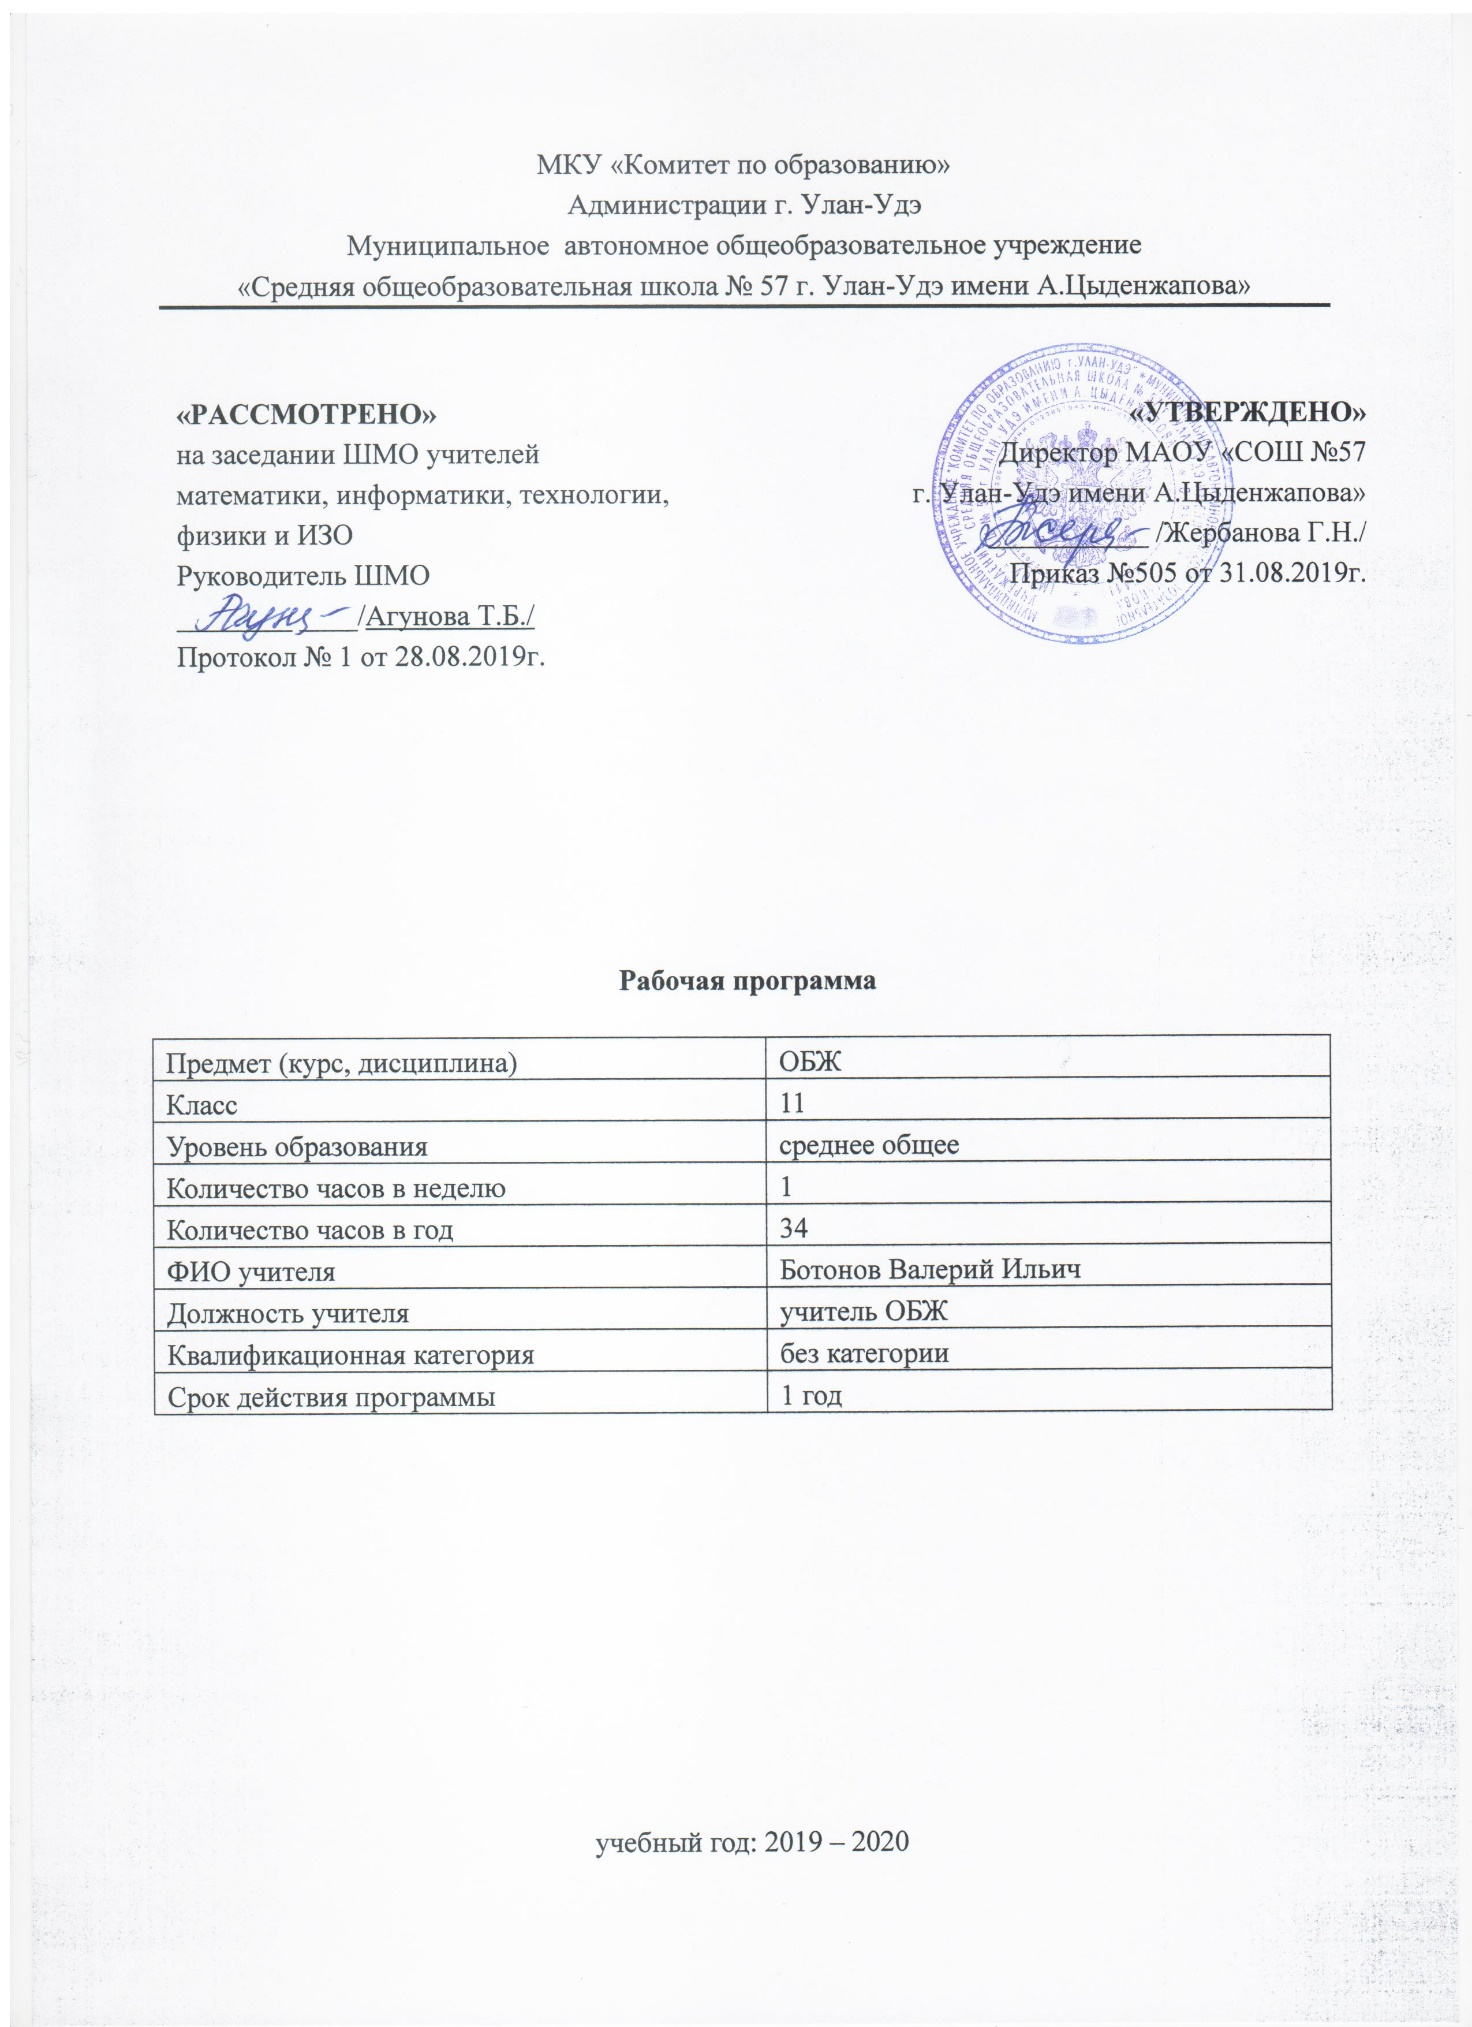 МКУ «Комитет по образованию»
Администрации г. Улан-Удэ
Муниципальное автономное общеобразовательное учреждение
«Средняя общеобразовательная школа № 57 г. Улан-Удэ имени А.Цыденжапова»
«РАССМОТРЕНО»
на заседании ШМО учителей
математики, информатики, технологии,
физики и ИЗО
Руководитель ШМО
/Агунова Т.Б./
Протокол № 1 от 28.08.2019г.
«УТВЕРЖДЕНО»
Директор МАОУ «СОШ №57
г. Улан-Удэ имени А.Цыденжапова»
/Жербанова Г.Н./
Приказ №505 от 31.08.2019г.
Рабочая программа
Предмет (курс, дисциплина) ОБЖ
Класс 11
Уровень образования среднее общее
Количество часов в неделю 1
Количество часов в год 34
ФИО учителя Ботонов Валерий Ильич
Должность учителя учитель ОБЖ
Квалификационная категория без категории
Срок действия программы 1 год
учебный год: 2019 – 2020